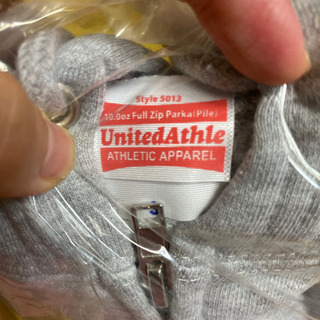 Style 5013
10.0oz Full Zip Parka(Pile)
UnitedAthle
ATHLETIC APPAREL